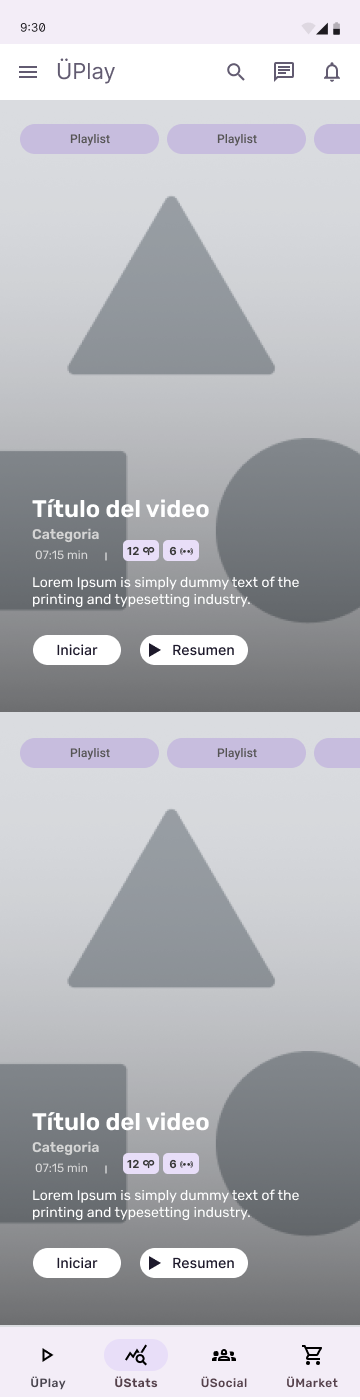 9:30
ÜPlay
Playlist
Playlist
Título del video
Categoria
07:15 min
12
6
Lorem Ipsum is simply dummy text of the
printing and typesetting industry.
Iniciar
Resumen
Playlist
Playlist
Título del video
Categoria
07:15 min
12
6
Lorem Ipsum is simply dummy text of the
printing and typesetting industry.
Iniciar
Resumen
ÜPlay
ÜStats
ÜSocial
ÜMarket